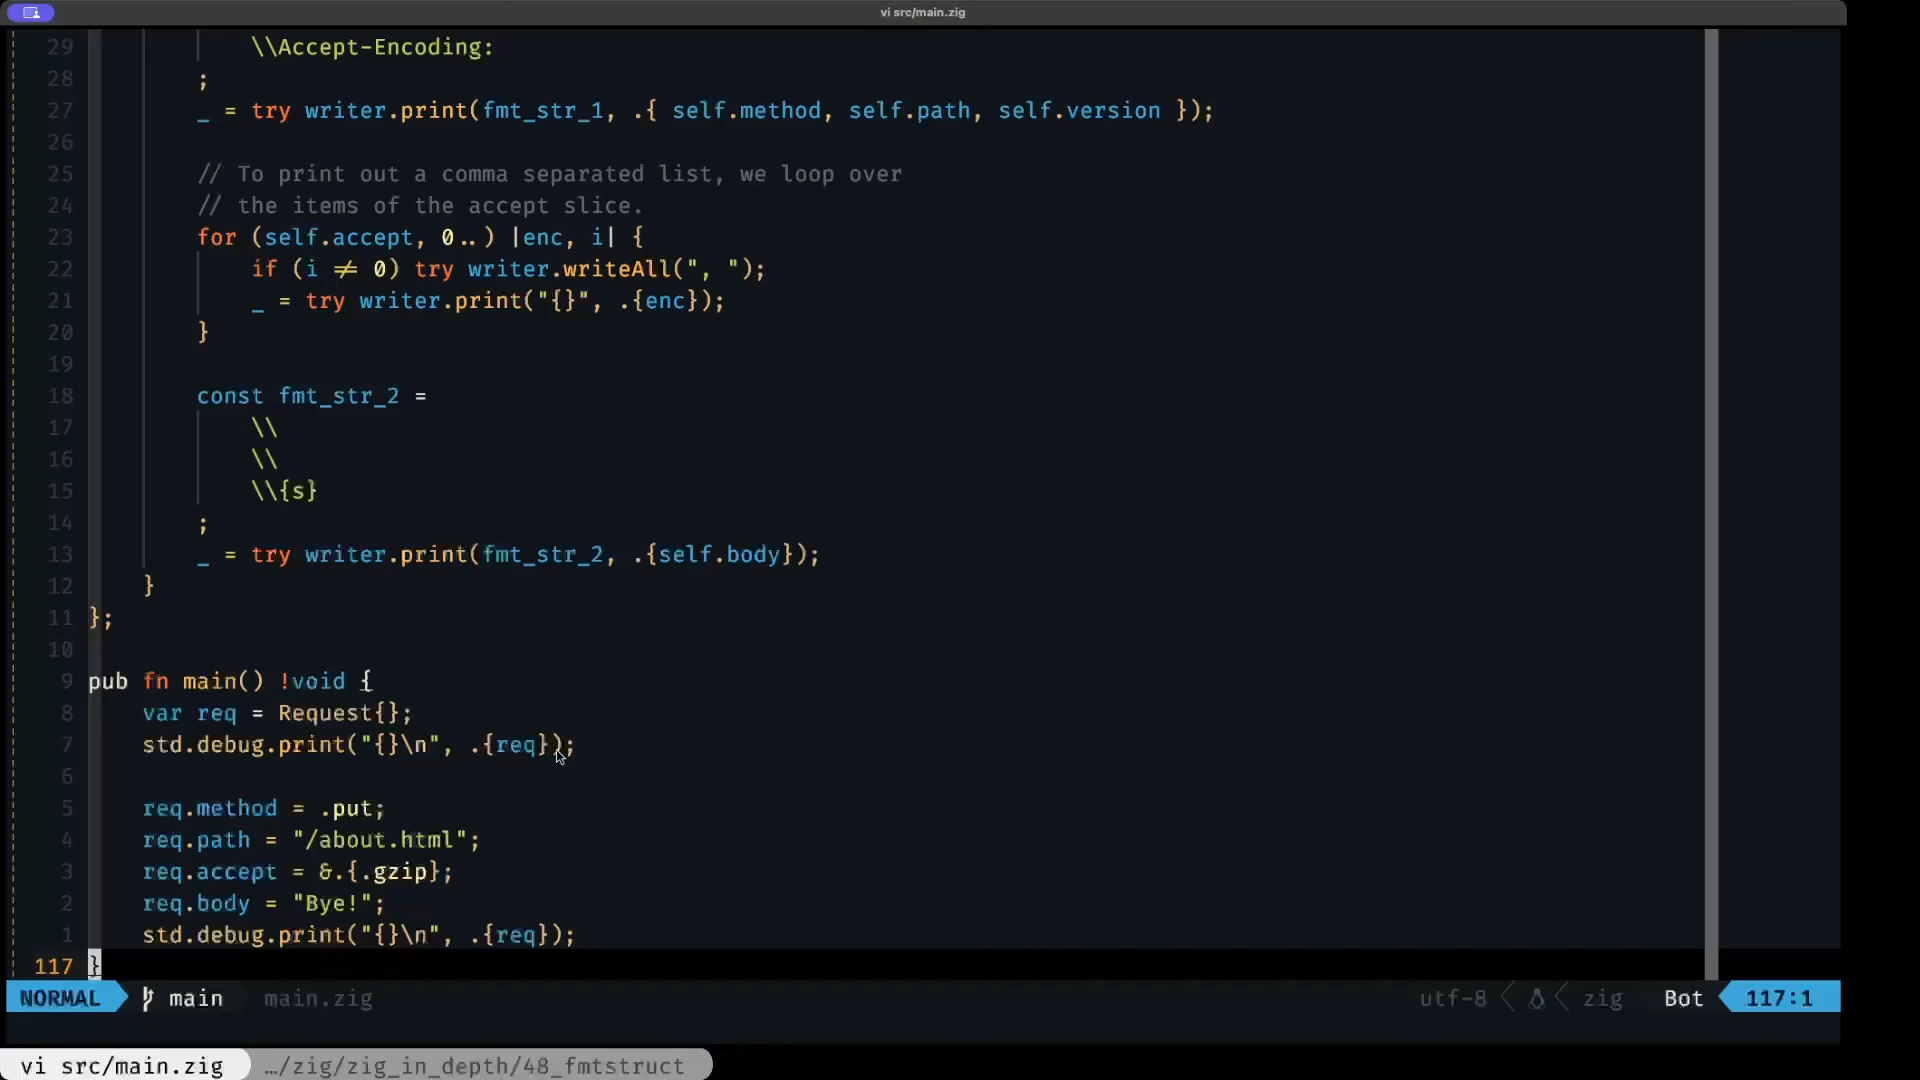 vi src/main.zig
29 \\Accept-Encoding:
28 ;
27 _ = try writer.print(fmt_str_1, .{ self.method, self.path, self.version });
26
25 // To print out a comma separated list, we loop over
24 // the items of the accept slice.
23 for (self.accept, 0..) |enc, i| {
22 if (i ≠ 0) try writer.writeAll(", ");
21 _ = try writer.print("{}", .{enc});
20 }
19
18 const fmt_str_2 =
17 \\
16 \\
15 \\{s}
14 ;
13 _ = try writer.print(fmt_str_2, .{self.body});
12 }
11 };
10
9 pub fn main() !void {
8 var req = Request{};
7 std.debug.print("{}\n", .{req});
6
5 req.method = .put;
4 req.path = "/about.html";
3 req.accept = &.{.gzip};
2 req.body = "Bye!";
1 std.debug.print("{}\n", .{req});
117 }
NORMAL main main.zig utf-8 zig Bot 117:1
vi src/main.zig …/zig/zig_in_depth/48_fmtstruct